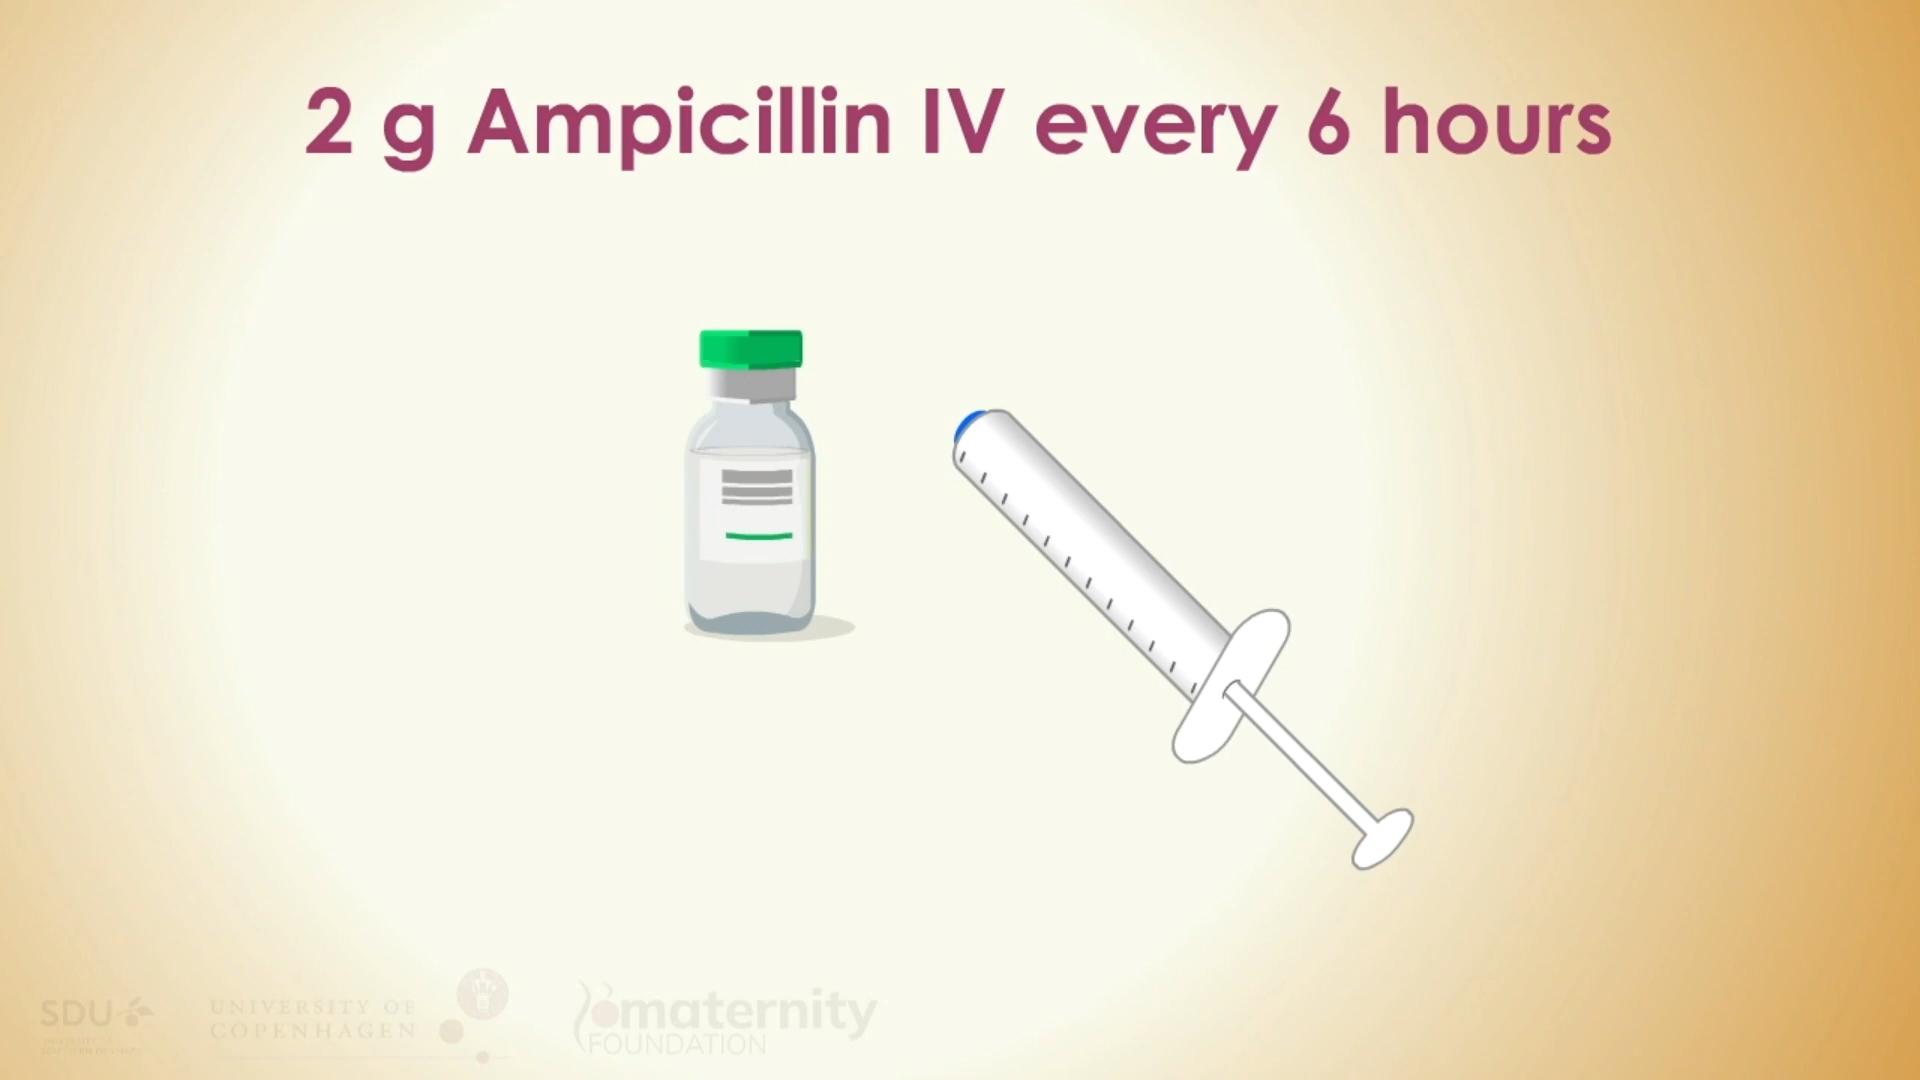 2 g Ampicillin IV every 6 hours
SDU
UNIVERSITY OF
COPENHAGEN
maternity
FOUNDATION